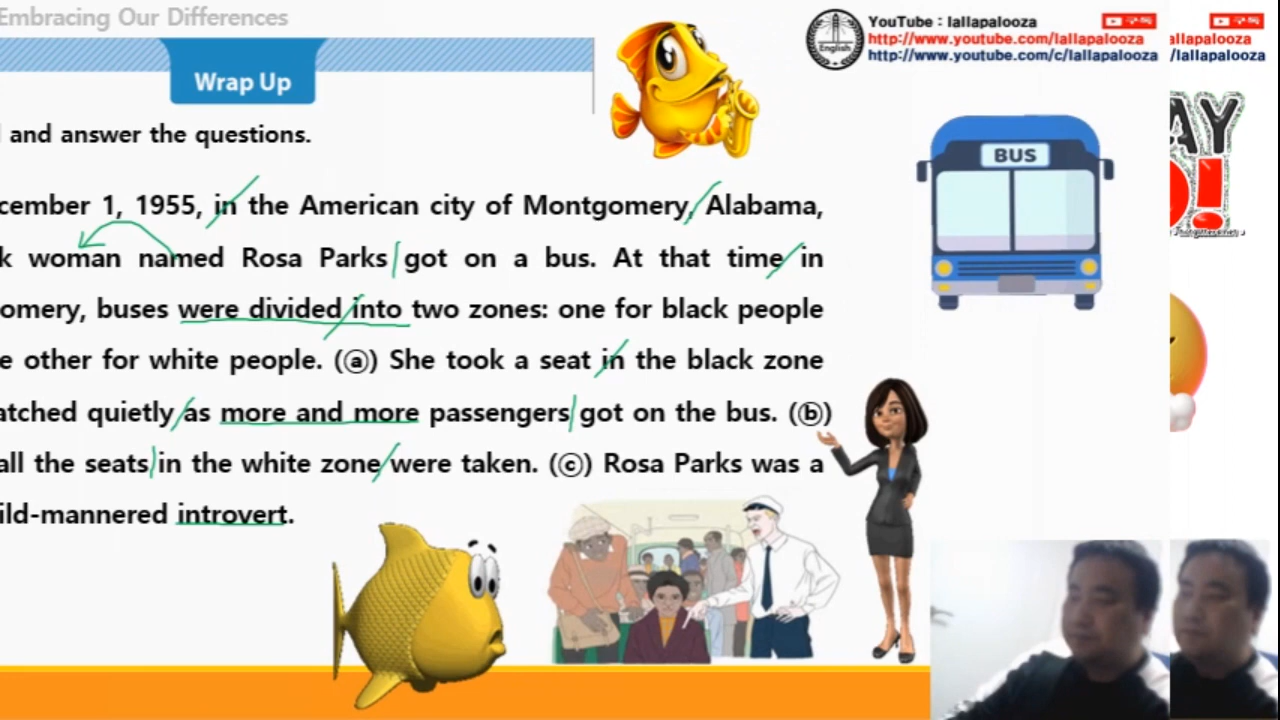 Embracing Our Differences
Wrap Up
and answer the questions.
cember 1, 1955, in the American city of Montgomery, Alabama,
k woman named Rosa Parks got on a bus. At that time in
omery, buses were divided into two zones: one for black people
e other for white people. (ⓐ) She took a seat in the black zone
atched quietly as more and more passengers got on the bus. (ⓑ)
all the seats in the white zone were taken. (ⓒ) Rosa Parks was a
ild-mannered introvert.
YouTube : lallapalooza
http://www.youtube.com/lallapalooza
http://www.youtube.com/c/lallapalooza
allapalooza
/lallapalooza
English
BUS
AY
O!